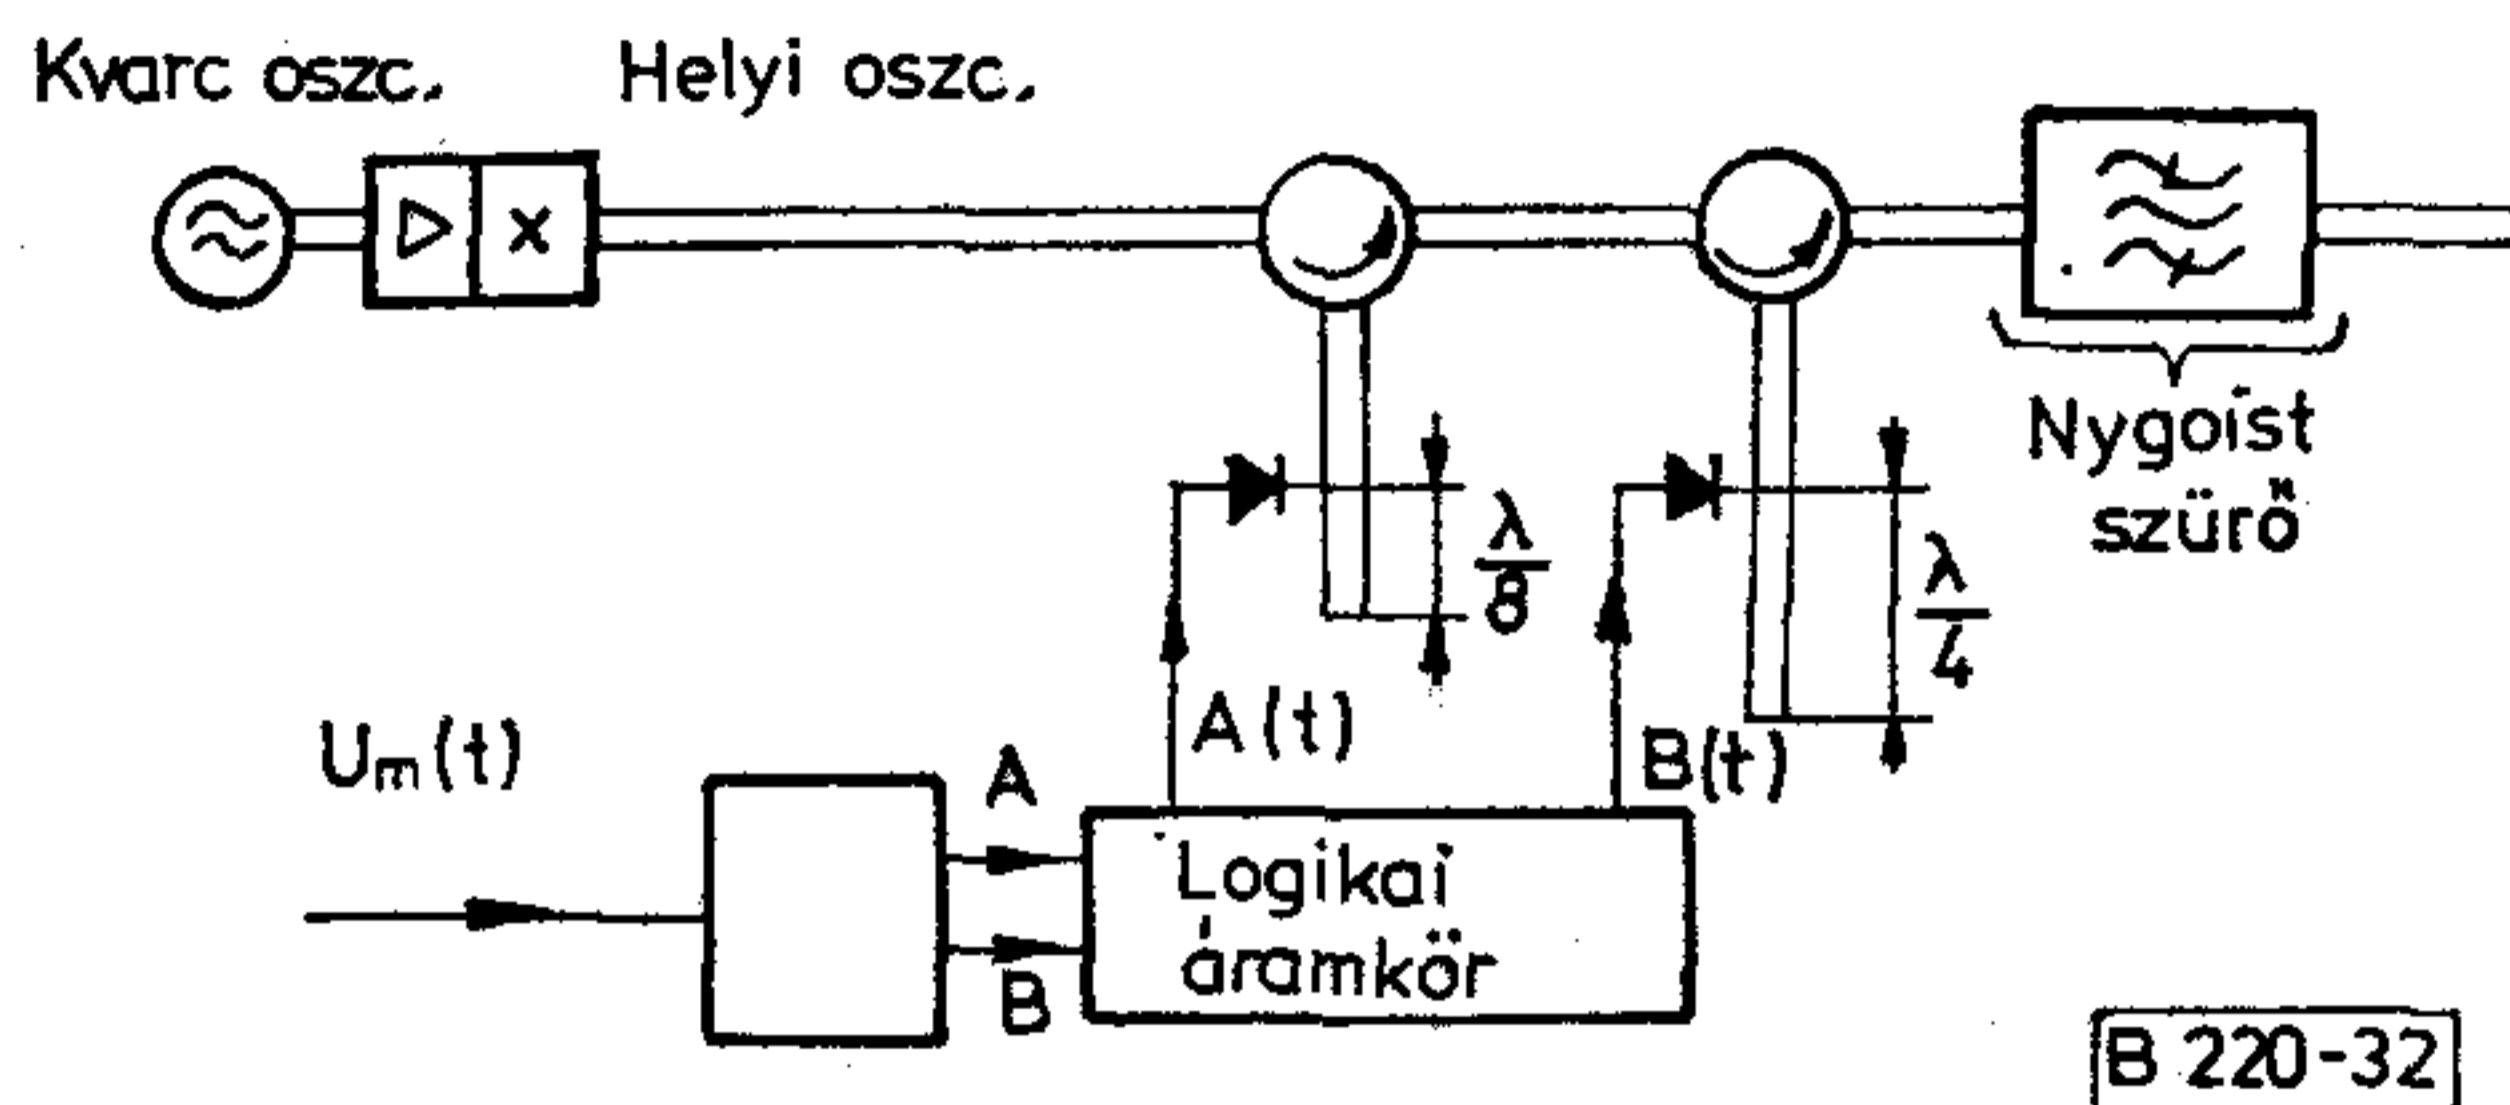 Kvarc oszc. Helyi oszc.
Nygoist
szürő
λ/8
λ/4
A(t)
B(t)
Um(t)
A
B
Logikai
áramkör
B 220-32